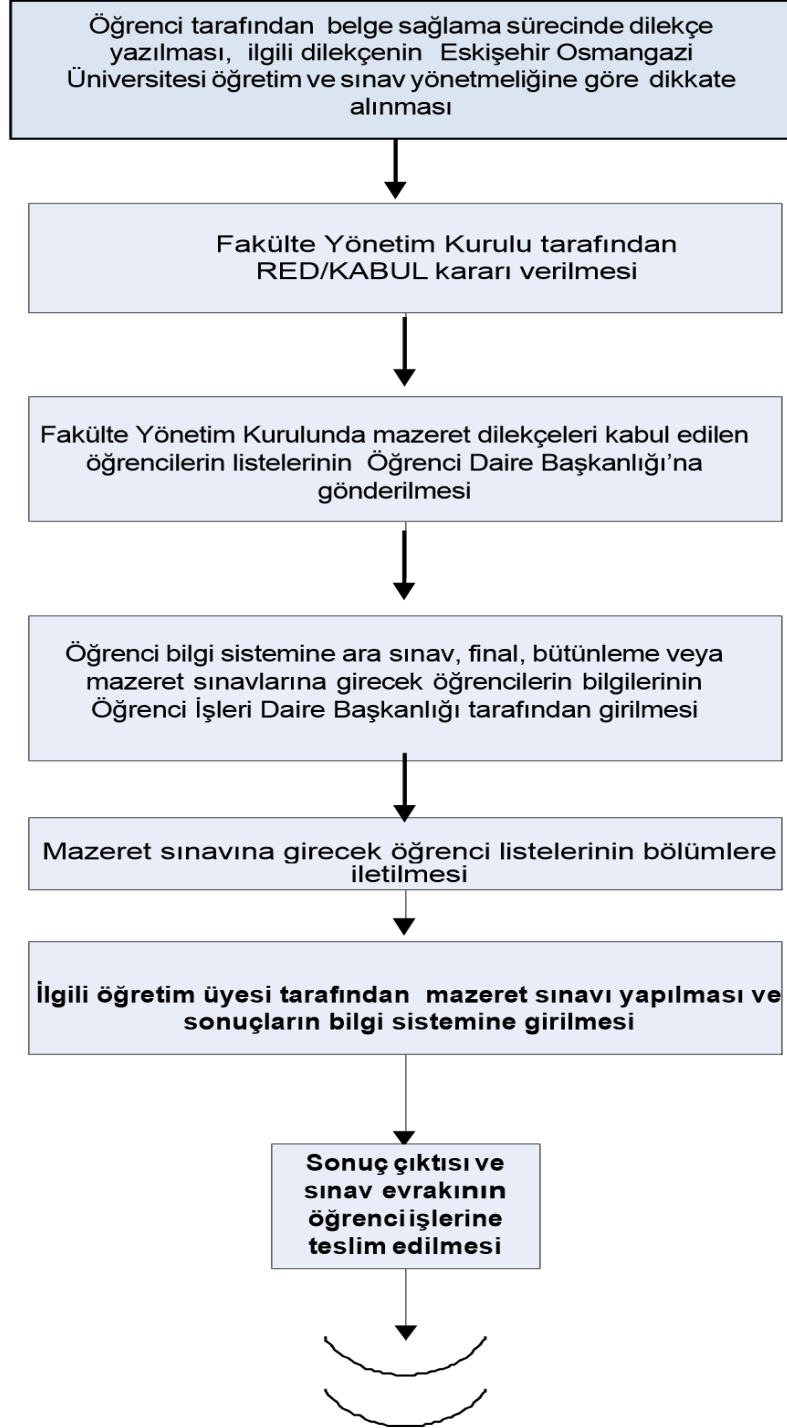 Öğrenci tarafından belge sağlama sürecinde dilekçe
yazılması, ilgili dilekçenin Eskişehir Osmangazi
Üniversitesi öğretim ve sınav yönetmeliğine göre dikkate
alınması
Fakülte Yönetim Kurulu tarafından
RED/KABUL kararı verilmesi
Fakülte Yönetim Kurulunda mazeret dilekçeleri kabul edilen
öğrencilerin listelerinin Öğrenci Daire Başkanlığı’na
gönderilmesi
Öğrenci bilgi sistemine ara sınav, final, bütünleme veya
mazeret sınavlarına girecek öğrencilerin bilgilerinin
Öğrenci İşleri Daire Başkanlığı tarafından girilmesi
Mazeret sınavına girecek öğrenci listelerinin bölümlere
iletilmesi
İlgili öğretim üyesi tarafından mazeret sınavı yapılması ve
sonuçların bilgi sistemine girilmesi
Sonuç çıktısı ve
sınav evrakının
öğrenci işlerine
teslim edilmesi